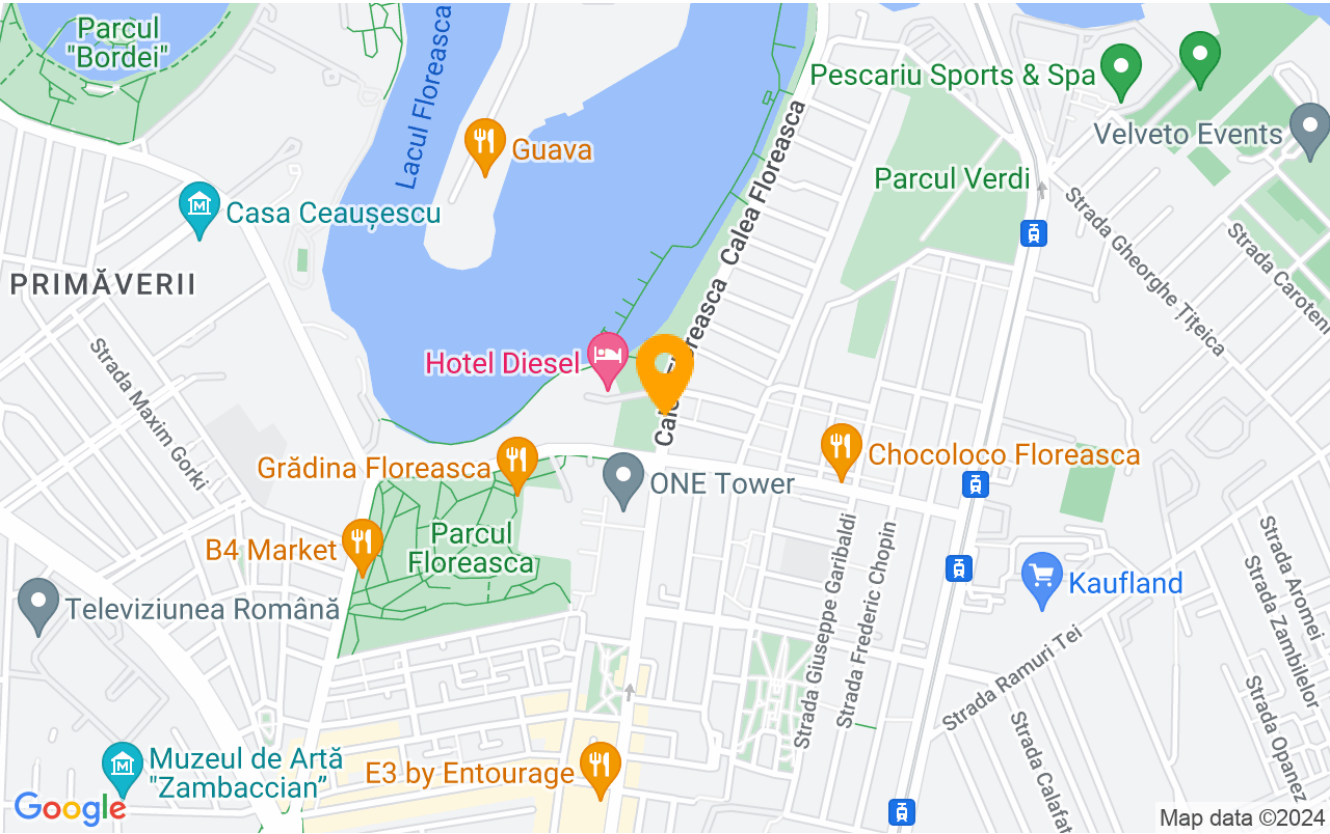 Parcul
"Bordei"
Lacul Floreasca
Guava
Calea Floreasca
Pescariu Sports & Spa
Velveto Events
Parcul Verdi
Casa Ceaușescu
PRIMĂVERII
Strada Gheorghe Țițeica
Floreasca
Hotel Diesel
Strada Maxim Gorki
Grădina Floreasca
ONE Tower
Chocoloco Floreasca
B4 Market
Parcul
Floreasca
Televiziunea Română
Kaufland
Strada Giuseppe Garibaldi
Strada Frederic Chopin
Strada Ramuri Tei
Strada Aromei
Strada Zambilelor
Strada Opanez
Strada Calafat
Muzeul de Artă
"Zambaccian”
E3 by Entourage
Google
Map data ©2024